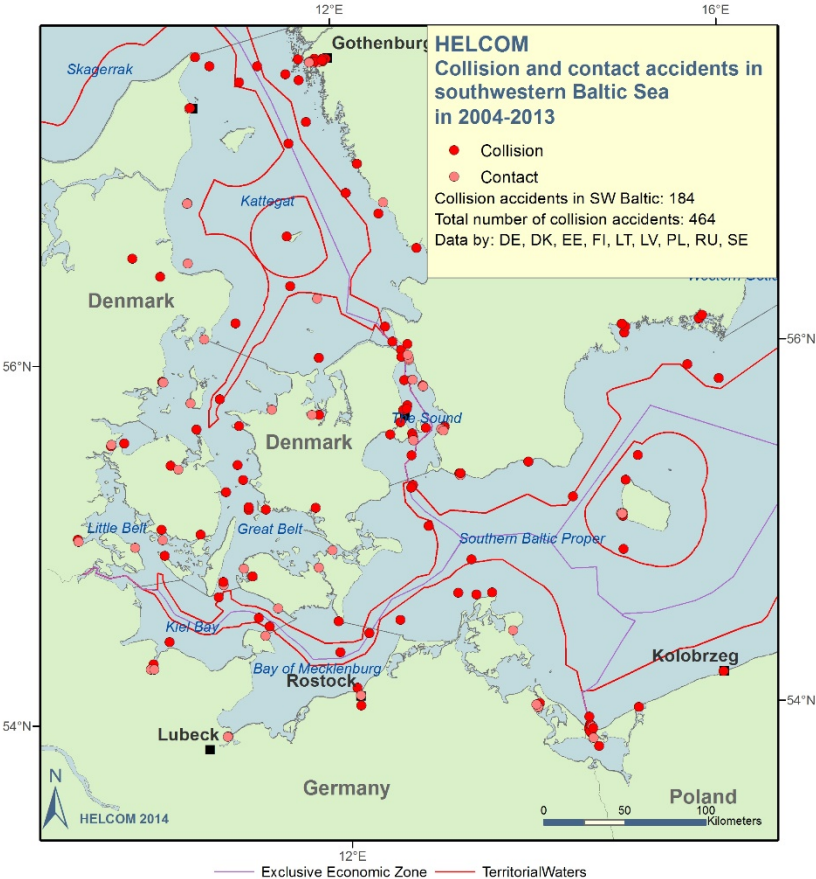 12°E
16°E
Gothenburg
HELCOM
Collision and contact accidents in
southwestern Baltic Sea
in 2004-2013
Collision
Contact
Collision accidents in SW Baltic: 184
Total number of collision accidents: 464
Data by: DE, DK, EE, FI, LT, LV, PL, RU, SE
Skagerrak
Kattegat
Denmark
56°N
56°N
The Sound
Denmark
Little Belt
Great Belt
Southern Baltic Proper
Kiel Bay
Kolobrzeg
Bay of Mecklenburg
Rostock
54°N
54°N
Lubeck
N
Germany
Poland
0 50 100
Kilometers
HELCOM 2014
12°E
Exclusive Economic Zone
TerritorialWaters